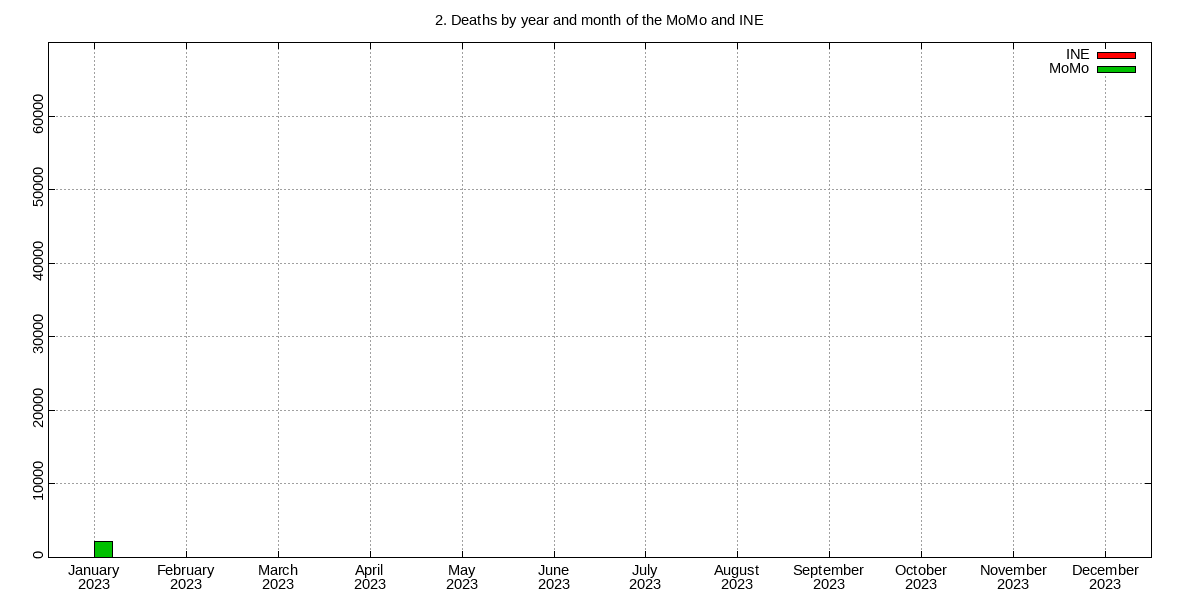 2. Deaths by year and month of the MoMo and INE
INE
MoMo
60000
50000
40000
30000
20000
10000
0
January February March April May June July August September October November December
2023 2023 2023 2023 2023 2023 2023 2023 2023 2023 2023 2023